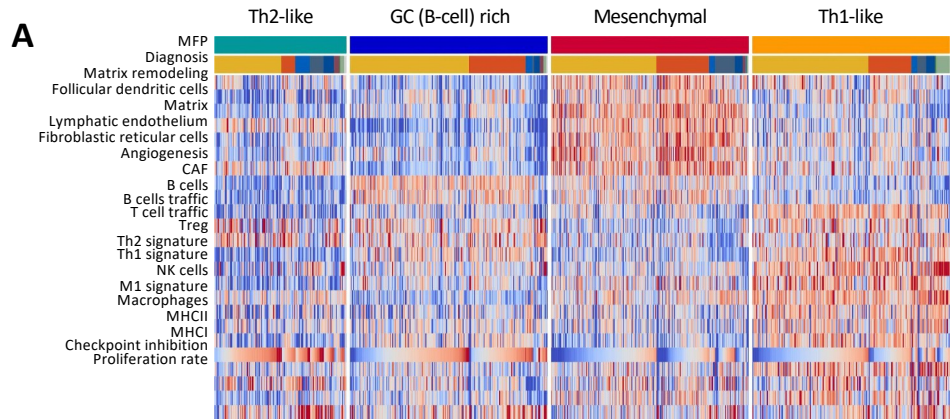 Th2-like GC (B-cell) rich Mesenchymal Th1-like
A
MFP
Diagnosis
Matrix remodeling
Follicular dendritic cells
Matrix
Lymphatic endothelium
Fibroblastic reticular cells
Angiogenesis
CAF
B cells
B cells traffic
T cell traffic
Treg
Th2 signature
Th1 signature
NK cells
M1 signature
Macrophages
MHCII
MHCI
Checkpoint inhibition
Proliferation rate